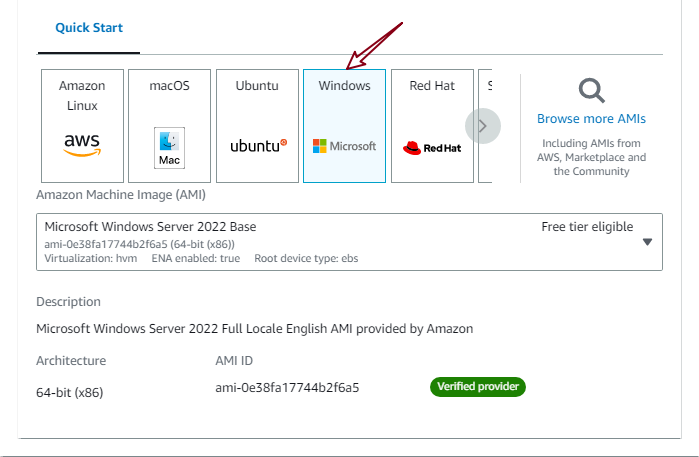 Quick Start
Amazon Linux
macOS
Ubuntu
Windows
Red Hat
S
aws
Mac
ubuntu
Microsoft
Red Hat
Browse more AMIs
Including AMIs from
AWS, Marketplace and
the Community
Amazon Machine Image (AMI)
Microsoft Windows Server 2022 Base
Free tier eligible
ami-0e38fa17744b2f6a5 (64-bit (x86))
Virtualization: hvm ENA enabled: true Root device type: ebs
Description
Microsoft Windows Server 2022 Full Locale English AMI provided by Amazon
Architecture
AMI ID
64-bit (x86)
ami-0e38fa17744b2f6a5
Verified provider